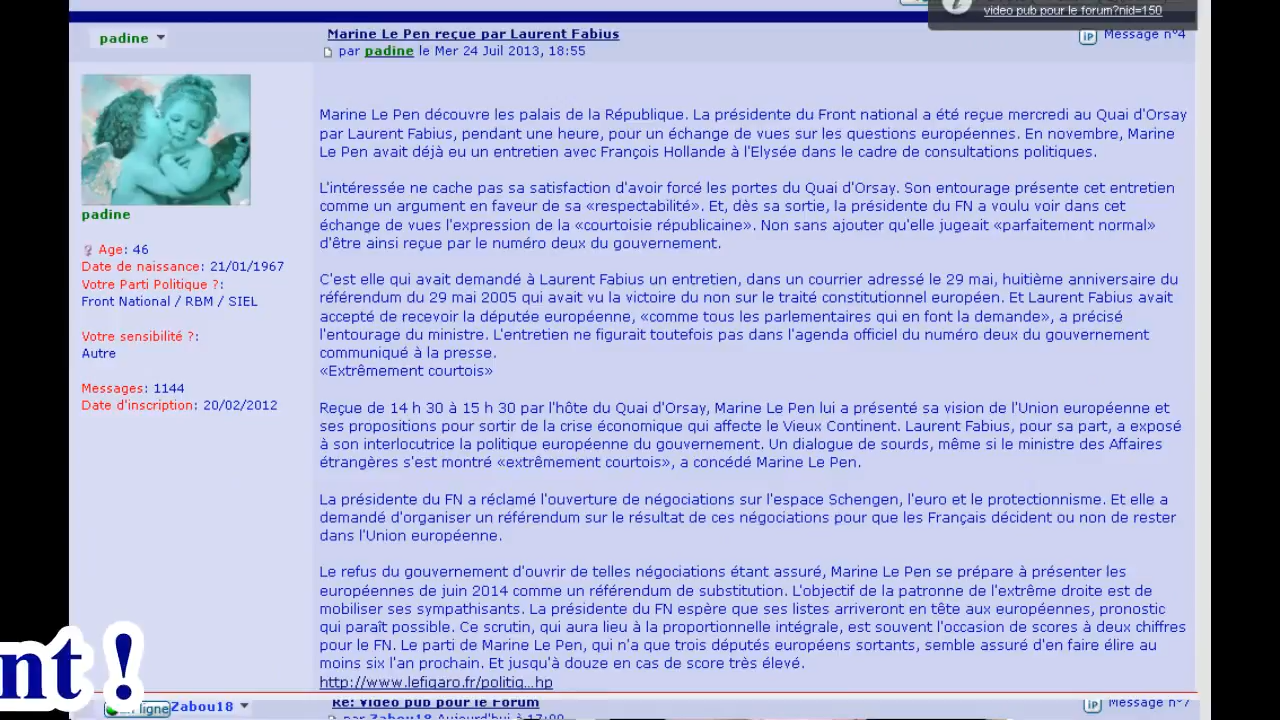 video pub pour le forum?nid=150
padine
Marine Le Pen reçue par Laurent Fabius
Message n°4
par padine le Mer 24 Juil 2013, 18:55
Marine Le Pen découvre les palais de la République. La présidente du Front national a été reçue mercredi au Quai d'Orsay
par Laurent Fabius, pendant une heure, pour un échange de vues sur les questions européennes. En novembre, Marine
Le Pen avait déjà eu un entretien avec François Hollande à l'Elysée dans le cadre de consultations politiques.
L'intéressée ne cache pas sa satisfaction d'avoir forcé les portes du Quai d'Orsay. Son entourage présente cet entretien
comme un argument en faveur de sa «respectabilité». Et, dès sa sortie, la présidente du FN a voulu voir dans cet
échange de vues l'expression de la «courtoisie républicaine». Non sans ajouter qu'elle jugeait «parfaitement normal»
d'être ainsi reçue par le numéro deux du gouvernement.
C'est elle qui avait demandé à Laurent Fabius un entretien, dans un courrier adressé le 29 mai, huitième anniversaire du
référendum du 29 mai 2005 qui avait vu la victoire du non sur le traité constitutionnel européen. Et Laurent Fabius avait
accepté de recevoir la députée européenne, «comme tous les parlementaires qui en font la demande», a précisé
l'entourage du ministre. L'entretien ne figurait toutefois pas dans l'agenda officiel du numéro deux du gouvernement
communiqué à la presse.
«Extrêmement courtois»
Reçue de 14 h 30 à 15 h 30 par l'hôte du Quai d'Orsay, Marine Le Pen lui a présenté sa vision de l'Union européenne et
ses propositions pour sortir de la crise économique qui affecte le Vieux Continent. Laurent Fabius, pour sa part, a exposé
à son interlocutrice la politique européenne du gouvernement. Un dialogue de sourds, même si le ministre des Affaires
étrangères s'est montré «extrêmement courtois», a concédé Marine Le Pen.
La présidente du FN a réclamé l'ouverture de négociations sur l'espace Schengen, l'euro et le protectionnisme. Et elle a
demandé d'organiser un référendum sur le résultat de ces négociations pour que les Français décident ou non de rester
dans l'Union européenne.
Le refus du gouvernement d'ouvrir de telles négociations étant assuré, Marine Le Pen se prépare à présenter les
européennes de juin 2014 comme un référendum de substitution. L'objectif de la patronne de l'extrême droite est de
mobiliser ses sympathisants. La présidente du FN espère que ses listes arriveront en tête aux européennes, pronostic
qui paraît possible. Ce scrutin, qui aura lieu à la proportionnelle intégrale, est souvent l'occasion de scores à deux chiffres
pour le FN. Le parti de Marine Le Pen, qui n'a que trois députés européens sortants, semble assuré d'en faire élire au
moins six l'an prochain. Et jusqu'à douze en cas de score très élevé.
http://www.lefigaro.fr/politiq...hp
padine
Age: 46
Date de naissance: 21/01/1967
Votre Parti Politique ?:
Front National / RBM / SIEL
Votre sensibilité ?:
Autre
Messages: 1144
Date d'inscription: 20/02/2012
nt !
ligne
Zabou18
Re: Video pub pour le forum
Message n°7
par Zabou18 Aujourd'hui à 17:00